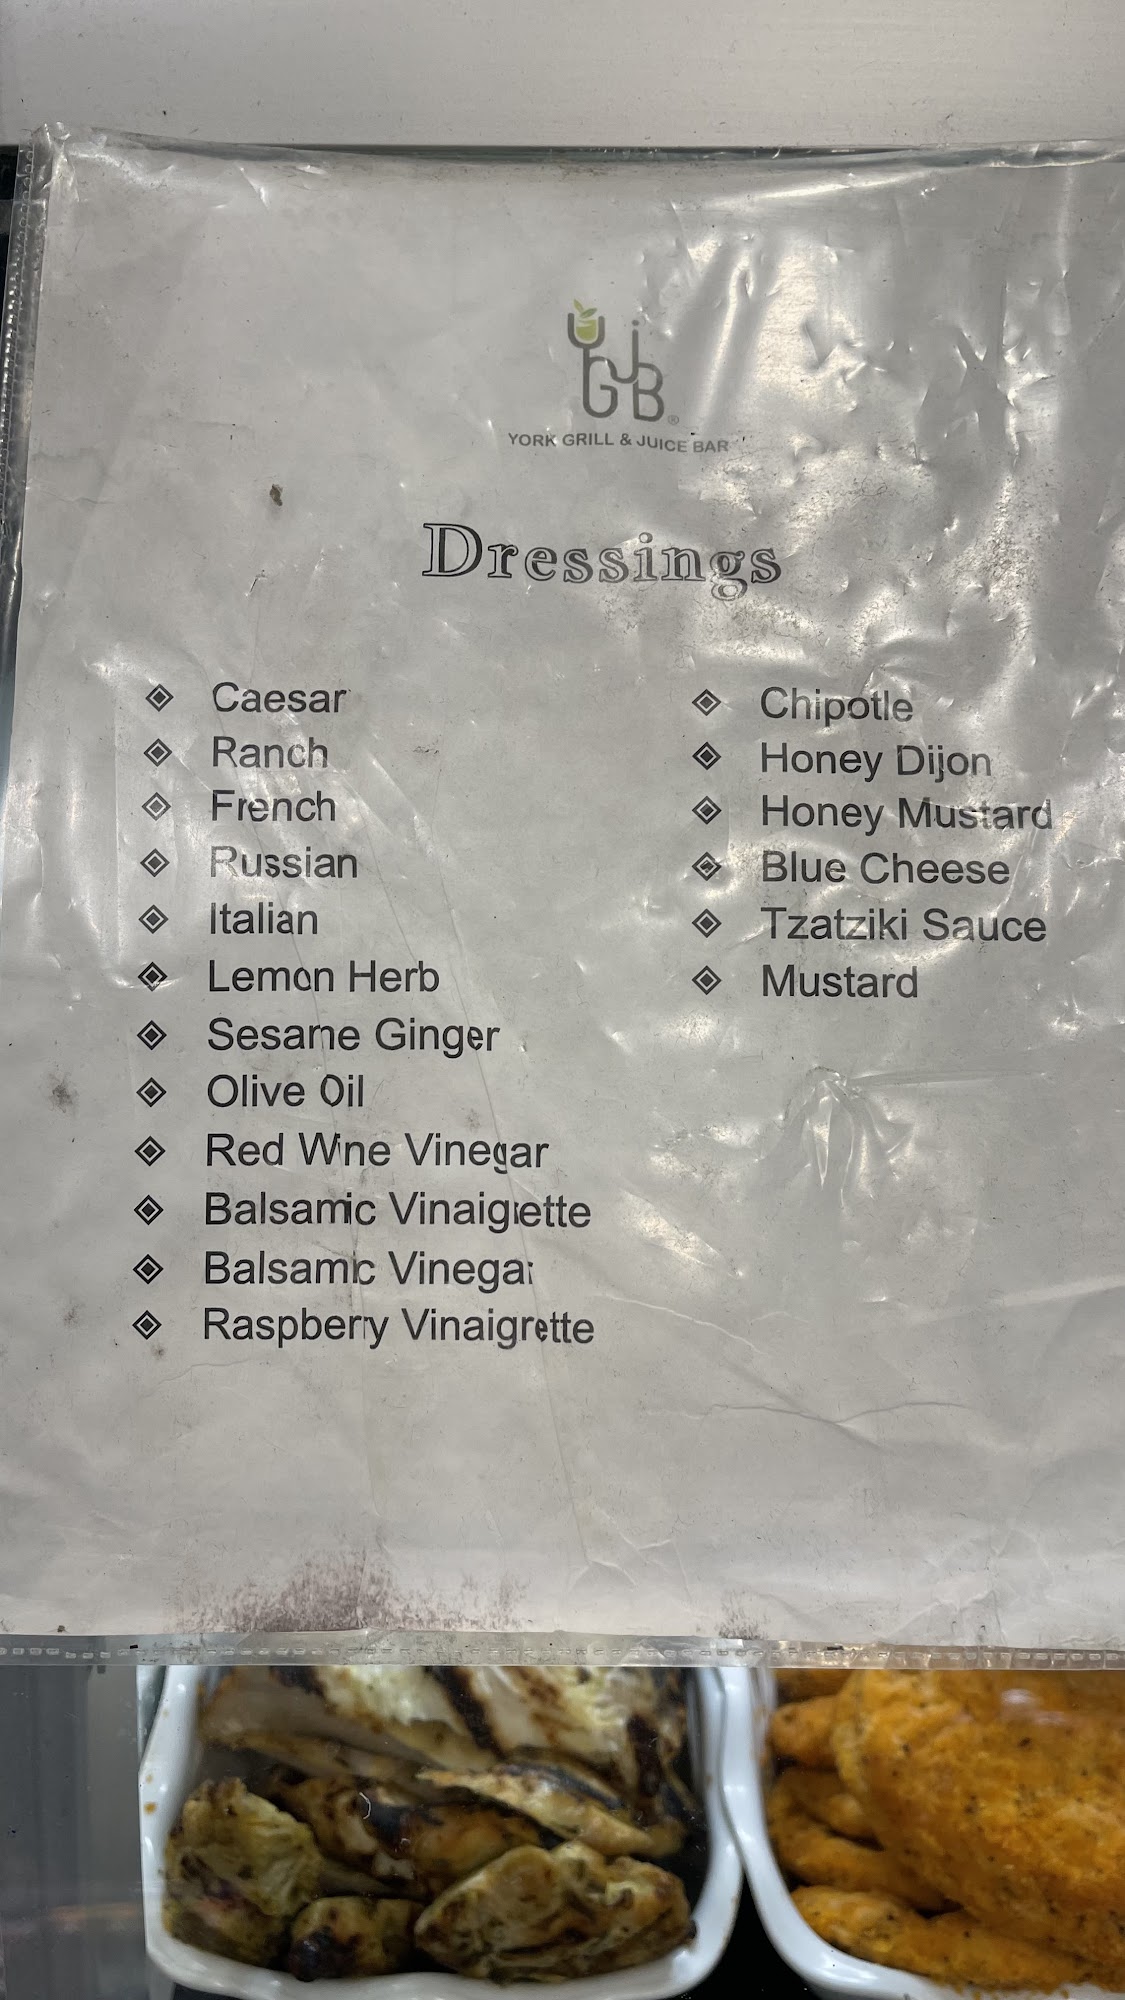 YGJB®
YORK GRILL & JUICE BAR
Dressings
Caesar
Ranch
French
Russian
Italian
Lemon Herb
Sesame Ginger
Olive Oil
Red Wine Vinegar
Balsamic Vinaigrette
Balsamic Vinegar
Raspberry Vinaigrette
Chipotle
Honey Dijon
Honey Mustard
Blue Cheese
Tzatziki Sauce
Mustard